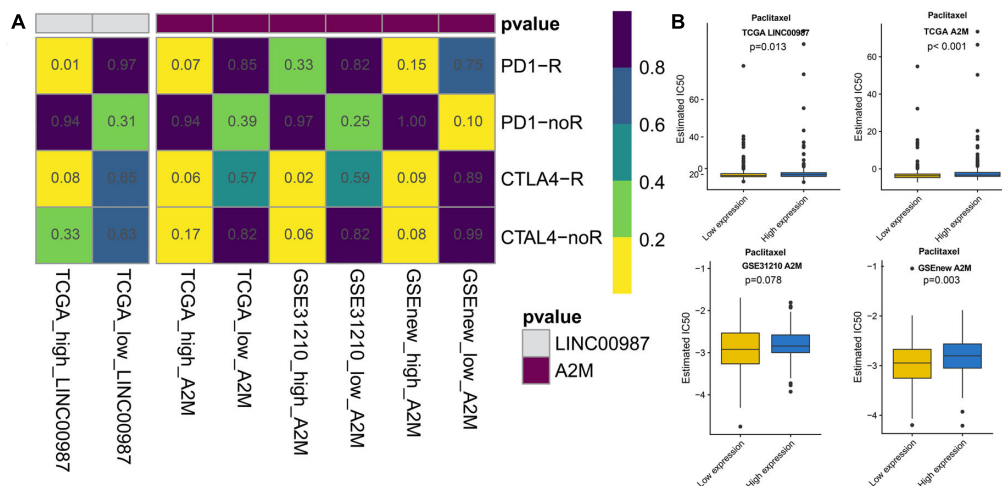 A
pvalue
0.01 0.97 0.07 0.85 0.33 0.82 0.15 0.75 PD1-R
0.94 0.31 0.94 0.39 0.97 0.25 1.00 0.10 PD1-noR
0.08 0.65 0.06 0.57 0.02 0.59 0.09 0.89 CTLA4-R
0.33 0.63 0.17 0.82 0.06 0.82 0.08 0.99 CTAL4-noR
0.8
0.6
0.4
0.2
TCGA_high_LINC00987
TCGA_low_LINC00987
TCGA_high_A2M
TCGA_low_A2M
GSE31210_high_A2M
GSE31210_low_A2M
GSEnew_high_A2M
GSEnew_low_A2M
pvalue
LINC00987
A2M
B
Paclitaxel
TCGA LINC00987
p=0.013
Estimated IC50
80
60
40
20
20
Low expression
High expression
Paclitaxel
TCGA A2M
p< 0.001
Estimated IC50
60
40
20
0
Low expression
High expression
Paclitaxel
GSE31210 A2M
p=0.078
Estimated IC50
−1
−2
−3
−4
Low expression
High expression
Paclitaxel
GSEnew A2M
p=0.003
Estimated IC50
−1
−2
−3
−4
Low expression
High expression